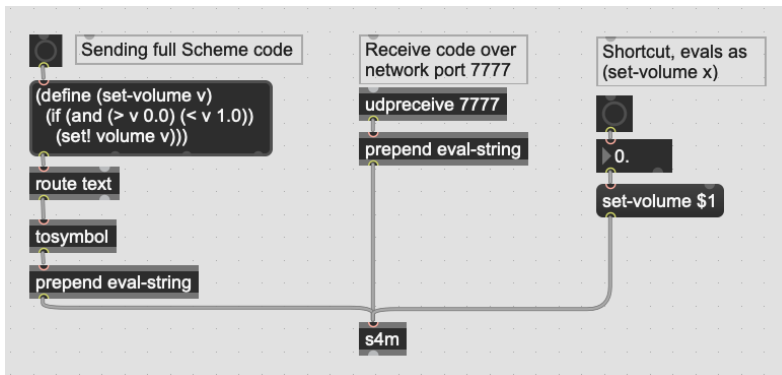 Sending full Scheme code
(define (set-volume v)
(if (and (> v 0.0) (< v 1.0))
(set! volume v)))
route text
tosymbol
prepend eval-string
Receive code over
network port 7777
udpreceive 7777
prepend eval-string
s4m
Shortcut, evals as
(set-volume x)
0.
set-volume $1